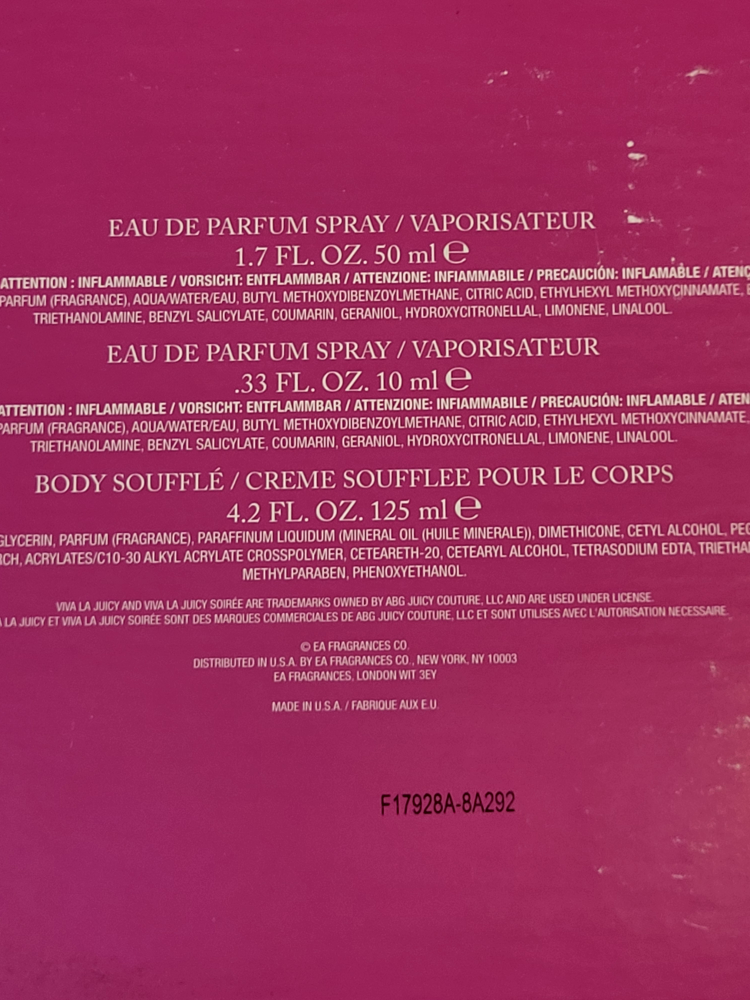 EAU DE PARFUM SPRAY / VAPORISATEUR
1.7 FL. OZ. 50 ml ℮
ATTENTION : INFLAMMABLE / VORSICHT: ENTFLAMMBAR / ATTENZIONE: INFIAMMABILE / PRECAUCIÓN: INFLAMABLE /
PARFUM (FRAGRANCE), AQUA/WATER/EAU, BUTYL METHOXYDIBENZOYLMETHANE, CITRIC ACID, ETHYLHEXYL METHOXYCINNAMATE,
TRIETHANOLAMINE, BENZYL SALICYLATE, COUMARIN, GERANIOL, HYDROXYCITRONELLAL, LIMONENE, LINALOOL.
EAU DE PARFUM SPRAY / VAPORISATEUR
.33 FL. OZ. 10 ml ℮
ATTENTION : INFLAMMABLE / VORSICHT: ENTFLAMMBAR / ATTENZIONE: INFIAMMABILE / PRECAUCIÓN: INFLAMABLE /
PARFUM (FRAGRANCE), AQUA/WATER/EAU, BUTYL METHOXYDIBENZOYLMETHANE, CITRIC ACID, ETHYLHEXYL METHOXYCINNAMATE,
TRIETHANOLAMINE, BENZYL SALICYLATE, COUMARIN, GERANIOL, HYDROXYCITRONELLAL, LIMONENE, LINALOOL.
BODY SOUFFLÉ / CREME SOUFFLEE POUR LE CORPS
4.2 FL. OZ. 125 ml ℮
GLYCERIN, PARFUM (FRAGRANCE), PARAFFINUM LIQUIDUM (MINERAL OIL (HUILE MINERALE)), DIMETHICONE, CETYL ALCOHOL,
ACRYLATES/C10-30 ALKYL ACRYLATE CROSSPOLYMER, CETEARETH-20, CETEARYL ALCOHOL, TETRASODIUM EDTA,
METHYLPARABEN, PHENOXYETHANOL.
VIVA LA JUICY AND VIVA LA JUICY SOIRÉE ARE TRADEMARKS OWNED BY ABG JUICY COUTURE, LLC AND ARE USED UNDER LICENSE.
LA JUICY ET VIVA LA JUICY SOIRÉE SONT DES MARQUES COMMERCIALES DE ABG JUICY COUTURE, LLC ET SONT UTILISES AVEC L'AUTORISATION NECESSAIRE.
© EA FRAGRANCES CO.
DISTRIBUTED IN U.S.A. BY EA FRAGRANCES CO., NEW YORK, NY 10003
EA FRAGRANCES, LONDON WIT 3EY
MADE IN U.S.A. / FABRIQUE AUX E.U.
F17928A-8A292